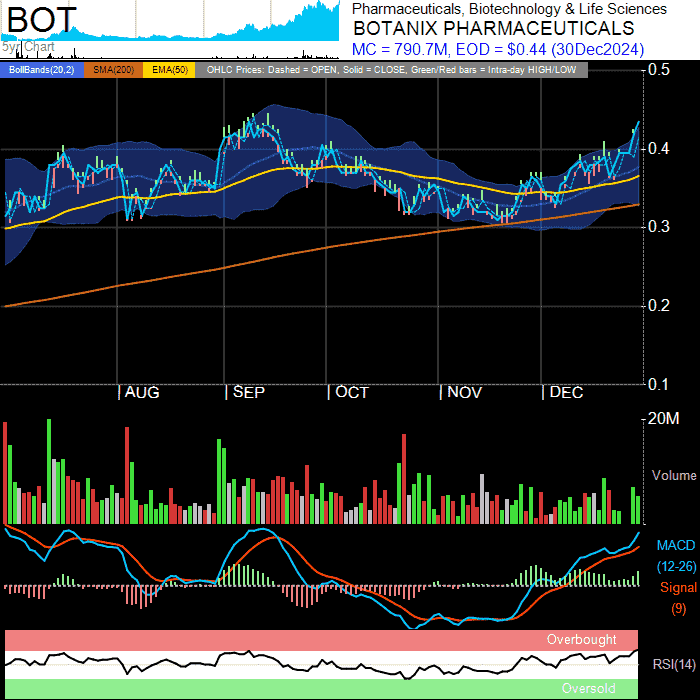 BOT
5yr Chart
Pharmaceuticals, Biotechnology & Life Sciences
BOTANIX PHARMACEUTICALS
MC = 790.7M, EOD = $0.44 (30Dec2024)
BollBands(20,2) SMA(200) EMA(50) OHLC Prices: Dashed = OPEN, Solid = CLOSE, Green/Red bars = Intra-day HIGH/LOW
0.5
0.4
0.3
0.2
0.1
AUG SEP OCT NOV DEC
20M
Volume
MACD
(12-26)
Signal
(9)
Overbought
RSI(14)
Oversold